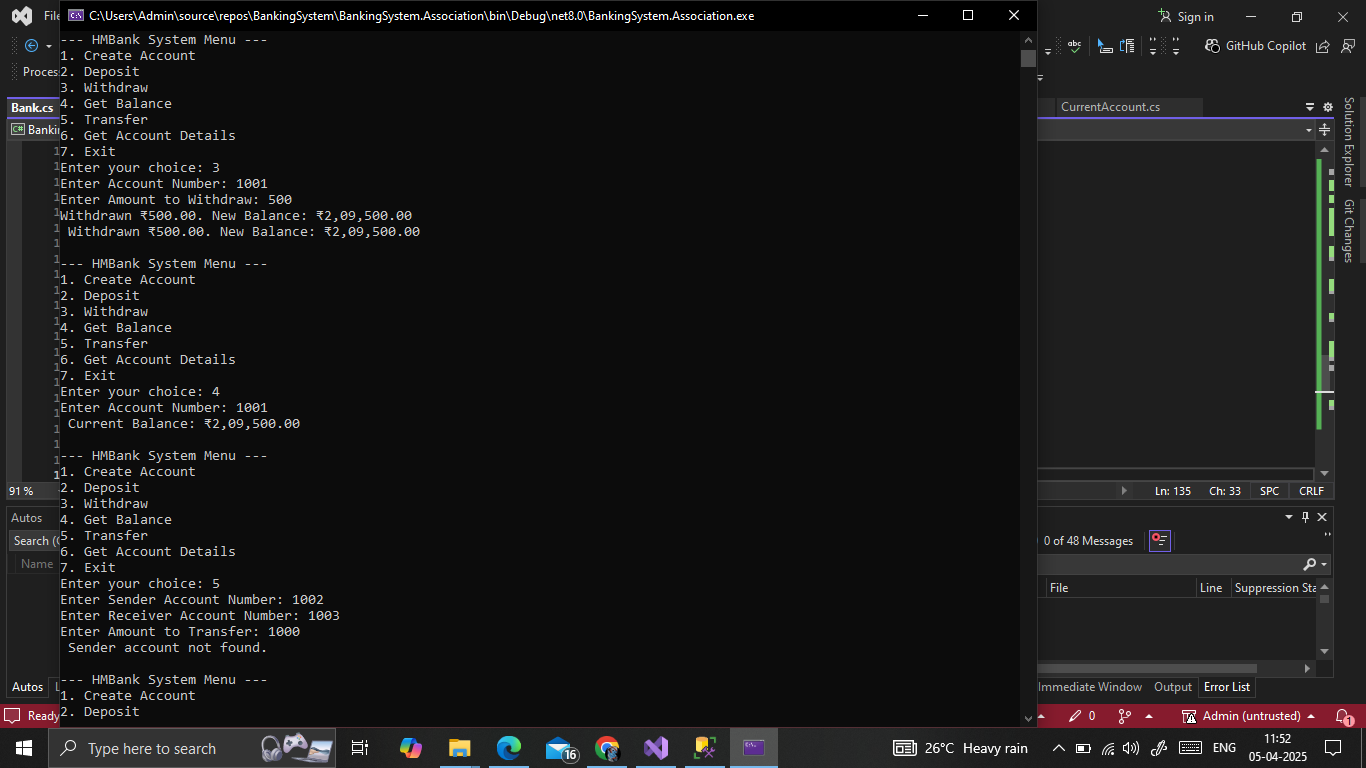 C:\Users\Admin\source\repos\BankingSystem\BankingSystem.Association\bin\Debug\net8.0\BankingSystem.Association.exe
--- HMBank System Menu ---
1. Create Account
2. Deposit
3. Withdraw
4. Get Balance
5. Transfer
6. Get Account Details
7. Exit
Enter your choice: 3
Enter Account Number: 1001
Enter Amount to Withdraw: 500
Withdrawn ₹500.00. New Balance: ₹2,09,500.00
Withdrawn ₹500.00. New Balance: ₹2,09,500.00
--- HMBank System Menu ---
1. Create Account
2. Deposit
3. Withdraw
4. Get Balance
5. Transfer
6. Get Account Details
7. Exit
Enter your choice: 4
Enter Account Number: 1001
Current Balance: ₹2,09,500.00
--- HMBank System Menu ---
1. Create Account
2. Deposit
3. Withdraw
4. Get Balance
5. Transfer
6. Get Account Details
7. Exit
Enter your choice: 5
Enter Sender Account Number: 1002
Enter Receiver Account Number: 1003
Enter Amount to Transfer: 1000
Sender account not found.
--- HMBank System Menu ---
1. Create Account
2. Deposit
Sign in
abc
GitHub Copilot
Bank.cs
CurrentAccount.cs
C#
Solution Explorer
Git Changes
91 %
Ln: 135 Ch: 33 SPC CRLF
Autos
0 of 48 Messages
Name
File Line
Autos
Immediate Window Output Error List
Ready
0
Admin (untrusted)
1
Type here to search
16
26°C Heavy rain
ENG
11:52
05-04-2025